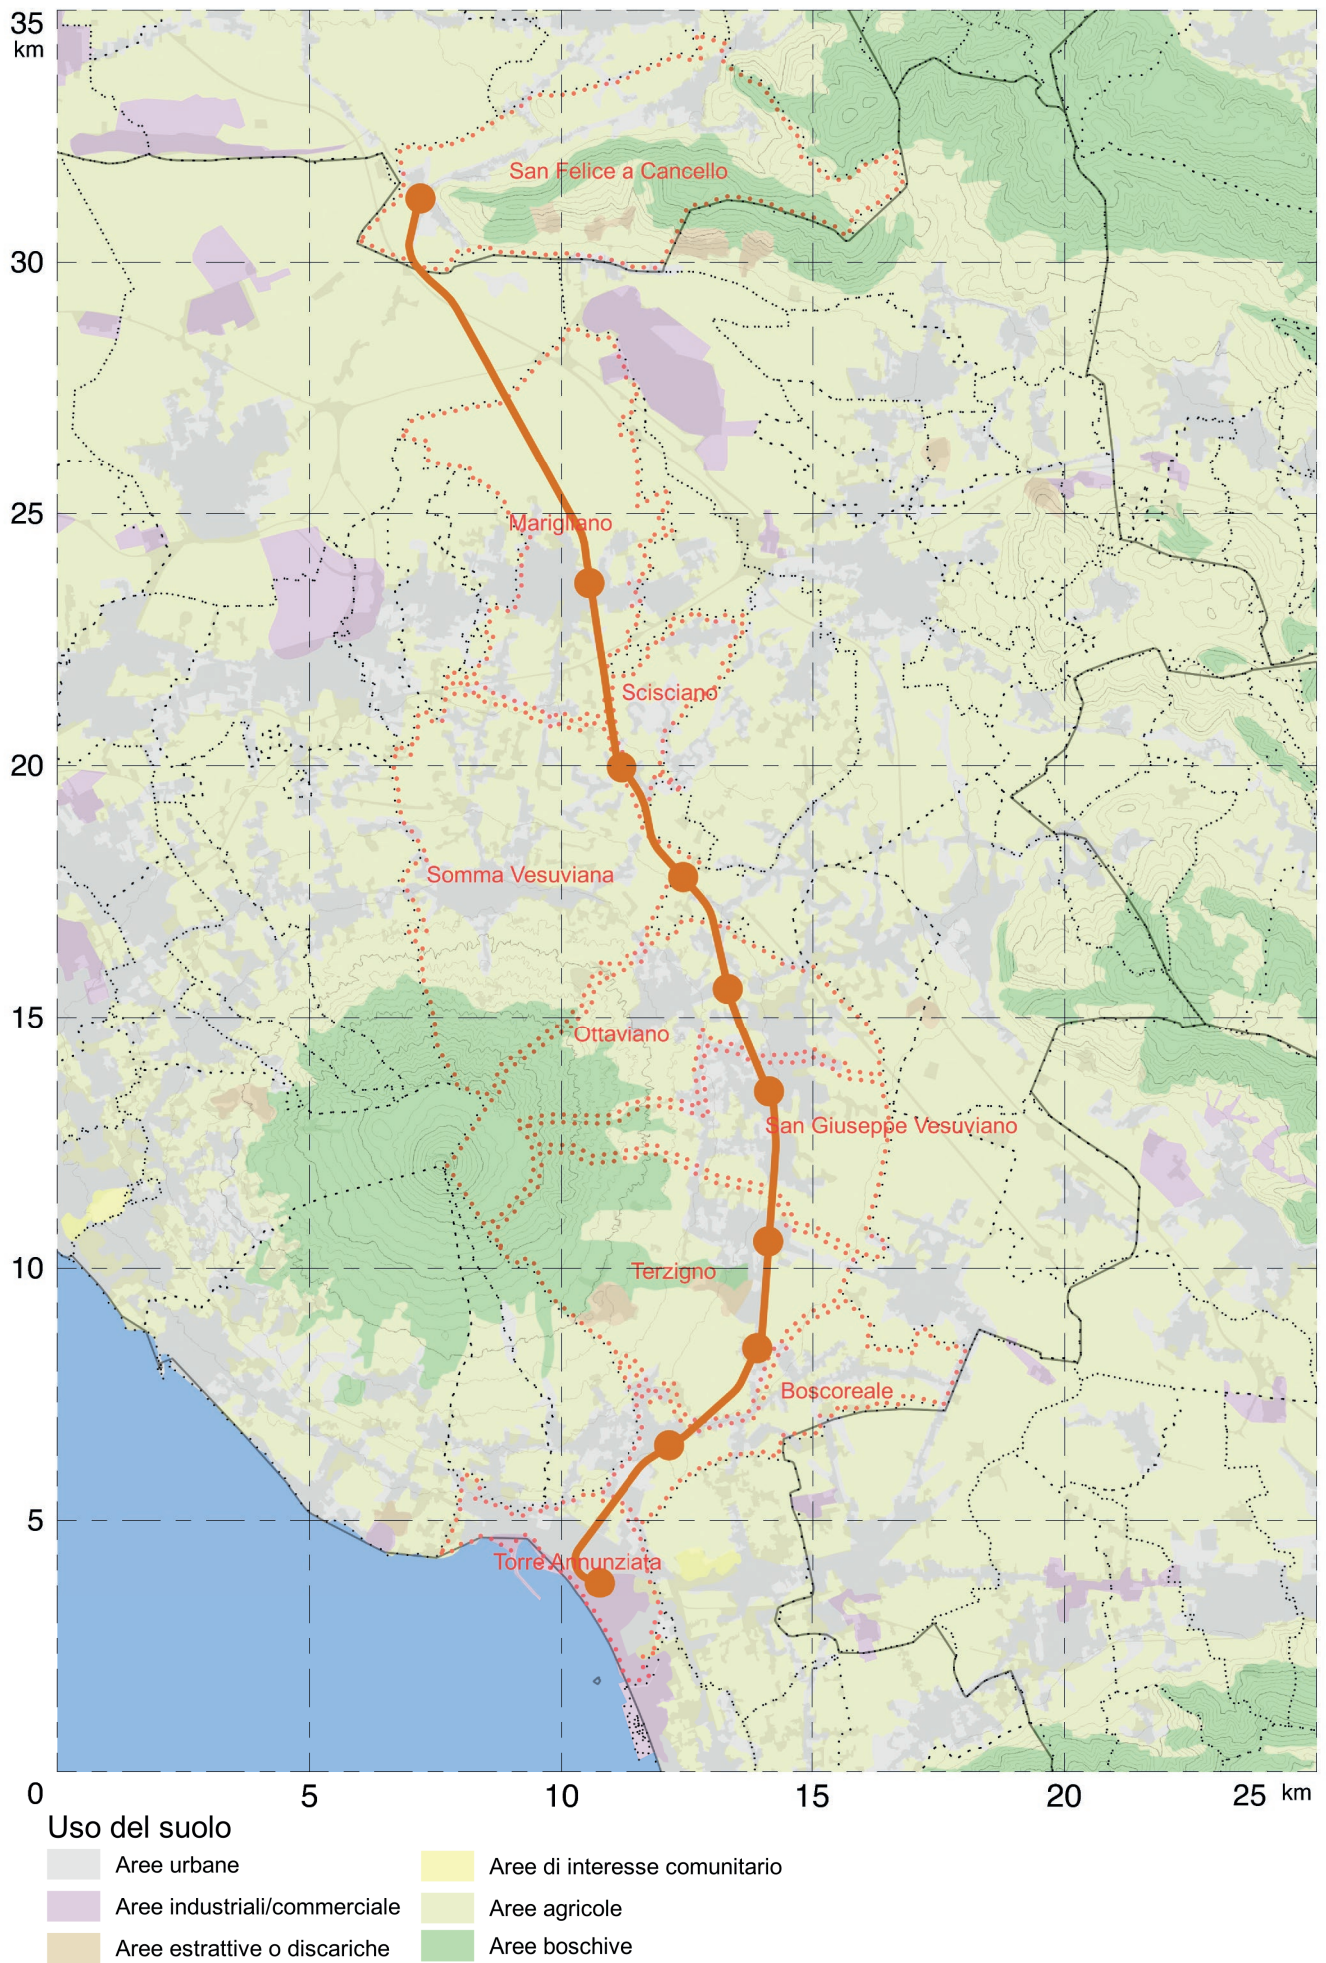 35
km
San Felice a Cancello
30
25
Marigliano
Scisciano
20
Somma Vesuviana
15
Ottaviano
San Giuseppe Vesuviano
10
Terzigno
Boscoreale
5
Torre Annunziata
0 5 10 15 20 25 km
Uso del suolo
Aree urbane
Aree industriali/commerciale
Aree estrattive o discariche
Aree di interesse comunitario
Aree agricole
Aree boschive